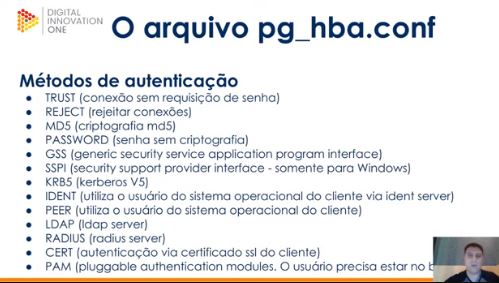 DIGITAL
INNOVATION
ONE
O arquivo pg_hba.conf
Métodos de autenticação
● TRUST (conexão sem requisição de senha)
● REJECT (rejeitar conexões)
● MD5 (criptografia md5)
● PASSWORD (senha sem criptografia)
● GSS (generic security service application program interface)
● SSPI (security support provider interface - somente para Windows)
● KRB5 (kerberos V5)
● IDENT (utiliza o usuário do sistema operacional do cliente via ident server)
● PEER (utiliza o usuário do sistema operacional do cliente)
● LDAP (ldap server)
● RADIUS (radius server)
● CERT (autenticação via certificado ssl do cliente)
● PAM (pluggable authentication modules. O usuário precisa estar no